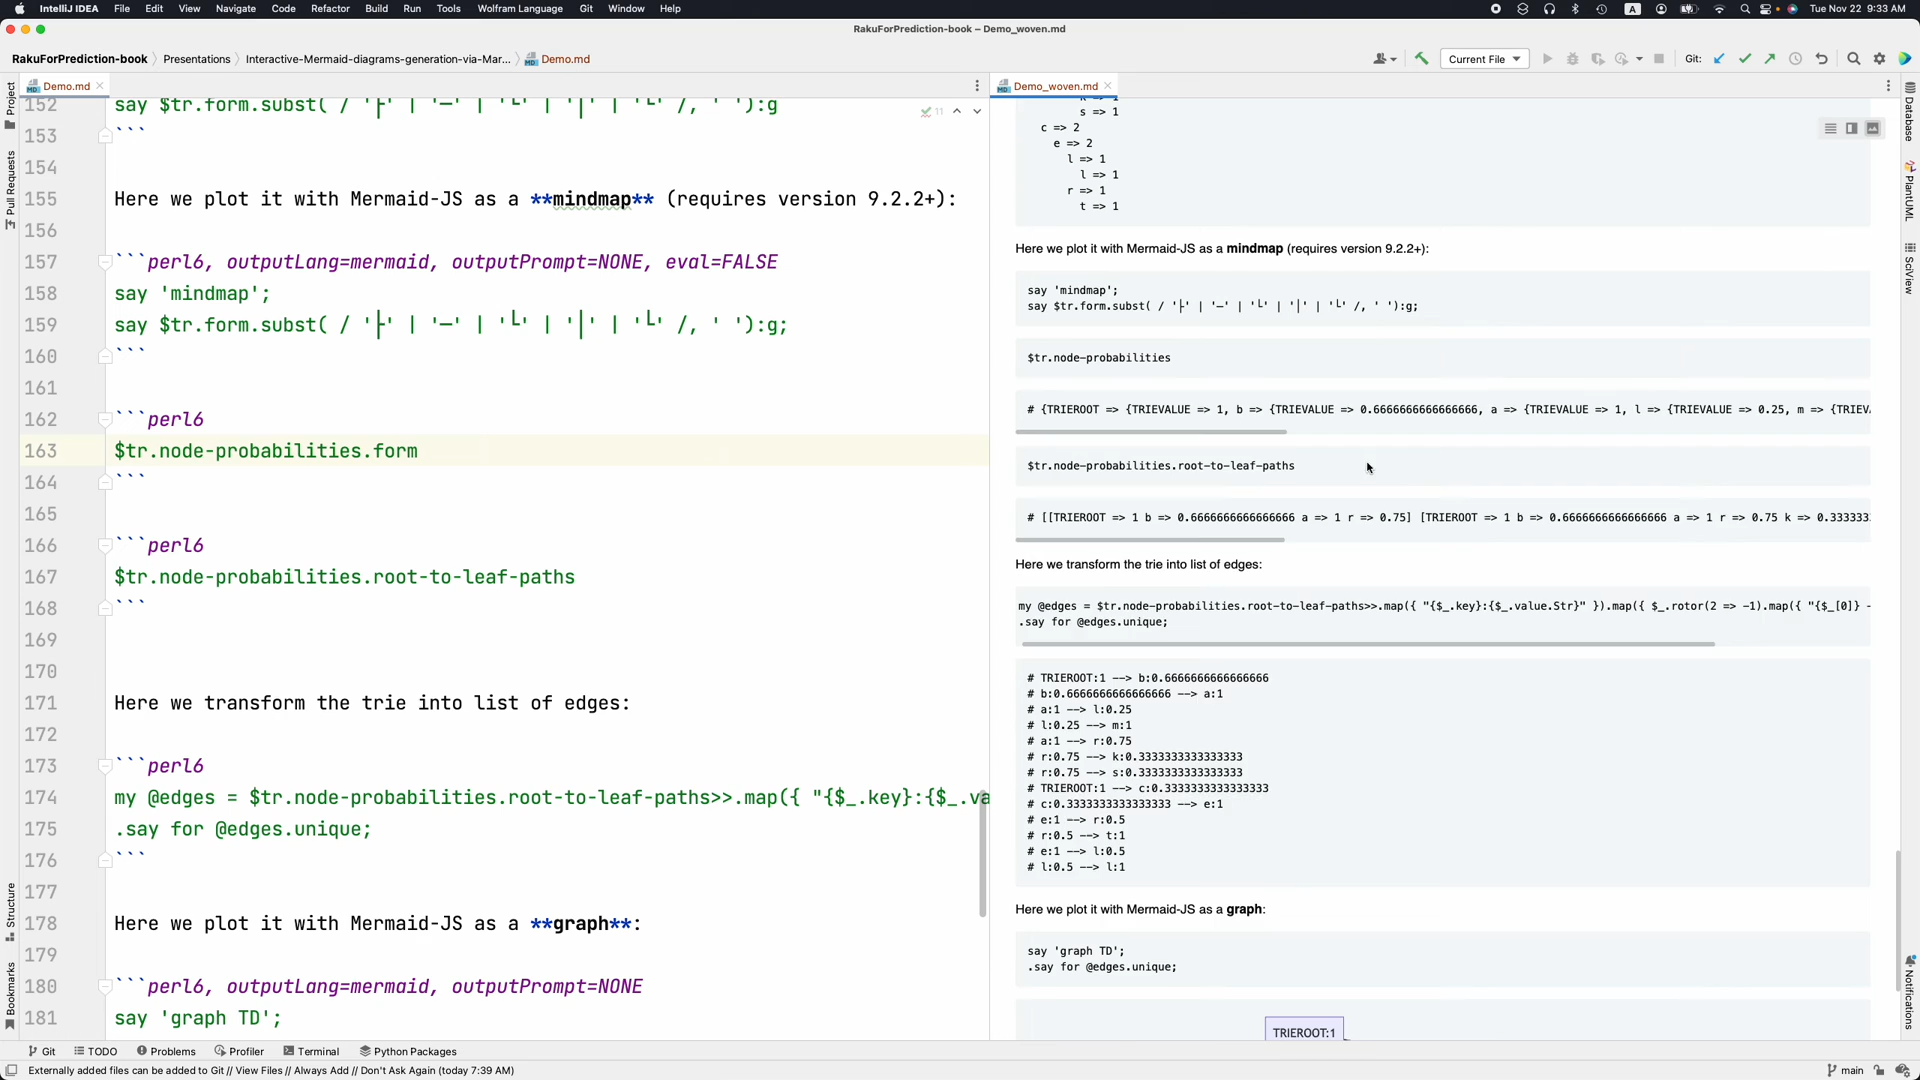 IntelliJ IDEA File Edit View Navigate Code Refactor Build Run Tools Wolfram Language Git Window Help
A Tue Nov 22 9:33 AM
RakuForPrediction-book – Demo_woven.md
RakuForPrediction-book Presentations Interactive-Mermaid-diagrams-generation-via-Mar... Demo.md
Current File Git:
Demo.md
152 say $tr.form.subst( / '├' | '─' | '└' | '│' | '└' /, ' '):g
11
153 ```
154
155 Here we plot it with Mermaid-JS as a **mindmap** (requires version 9.2.2+):
156
157 ```perl6, outputLang=mermaid, outputPrompt=NONE, eval=FALSE
158 say 'mindmap';
159 say $tr.form.subst( / '├' | '─' | '└' | '│' | '└' /, ' '):g;
160 ```
161
162 ```perl6
163 $tr.node-probabilities.form
164 ```
165
166 ```perl6
167 $tr.node-probabilities.root-to-leaf-paths
168 ```
169
170
171 Here we transform the trie into list of edges:
172
173 ```perl6
174 my @edges = $tr.node-probabilities.root-to-leaf-paths>>.map({ "{$_.key}:{$_.va
175 .say for @edges.unique;
176 ```
177
178 Here we plot it with Mermaid-JS as a **graph**:
179
180 ```perl6, outputLang=mermaid, outputPrompt=NONE
181 say 'graph TD';
Demo_woven.md
s => 1
c => 2
e => 2
l => 1
l => 1
r => 1
t => 1
Here we plot it with Mermaid-JS as a mindmap (requires version 9.2.2+):
say 'mindmap';
say $tr.form.subst( / '├' | '─' | '└' | '│' | '└' /, ' '):g;
$tr.node-probabilities
# {TRIEROOT => {TRIEVALUE => 1, b => {TRIEVALUE => 0.6666666666666666, a => {TRIEVALUE => 1, l => {TRIEVALUE => 0.25, m => {TRIEV
$tr.node-probabilities.root-to-leaf-paths
# [[TRIEROOT => 1 b => 0.6666666666666666 a => 1 r => 0.75] [TRIEROOT => 1 b => 0.6666666666666666 a => 1 r => 0.75 k => 0.333333
Here we transform the trie into list of edges:
my @edges = $tr.node-probabilities.root-to-leaf-paths>>.map({ "{$_.key}:{$_.value.Str}" }).map({ $_.rotor(2 => -1).map({ "{$_[0]} -
.say for @edges.unique;
# TRIEROOT:1 --> b:0.6666666666666666
# b:0.6666666666666666 --> a:1
# a:1 --> l:0.25
# l:0.25 --> m:1
# a:1 --> r:0.75
# r:0.75 --> k:0.3333333333333333
# r:0.75 --> s:0.3333333333333333
# TRIEROOT:1 --> c:0.3333333333333333
# c:0.3333333333333333 --> e:1
# e:1 --> r:0.5
# r:0.5 --> t:1
# e:1 --> l:0.5
# l:0.5 --> l:1
Here we plot it with Mermaid-JS as a graph:
say 'graph TD';
.say for @edges.unique;
TRIEROOT:1
Project
Pull Requests
Structure
Bookmarks
Database
PlantUML
SciView
Notifications
Git TODO Problems Profiler Terminal Python Packages
Externally added files can be added to Git // View Files // Always Add // Don't Ask Again (today 7:39 AM)
main